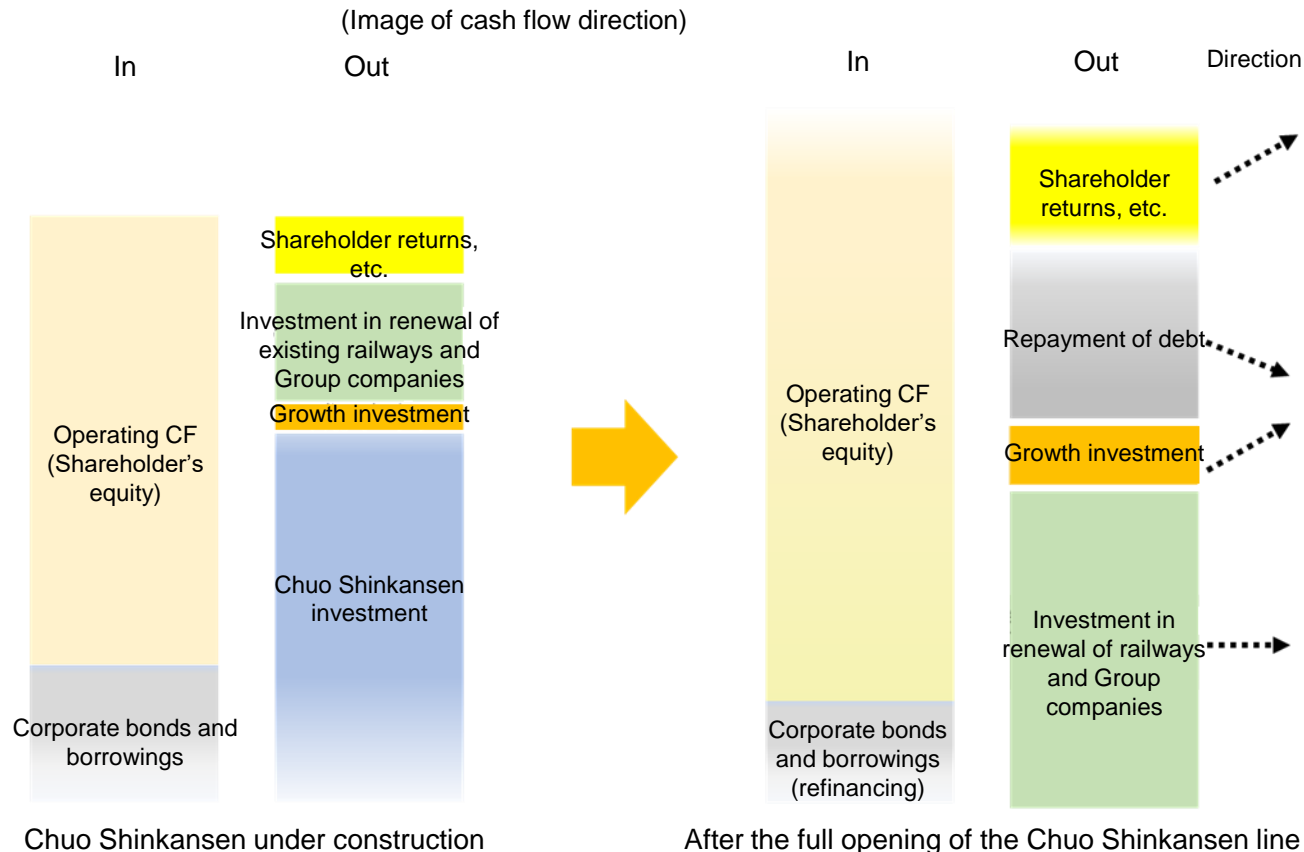 (Image of cash flow direction)
In
Out
Shareholder returns,
etc.
Investment in renewal of
existing railways and
Group companies
Growth investment
Operating CF
(Shareholder’s
equity)
Chuo Shinkansen
investment
Corporate bonds and
borrowings
Chuo Shinkansen under construction
In
Out
Direction
Shareholder
returns, etc.
Repayment of debt
Operating CF
(Shareholder’s
equity)
Growth investment
Investment in
renewal of railways
and Group
companies
Corporate bonds
and borrowings
(refinancing)
After the full opening of the Chuo Shinkansen line